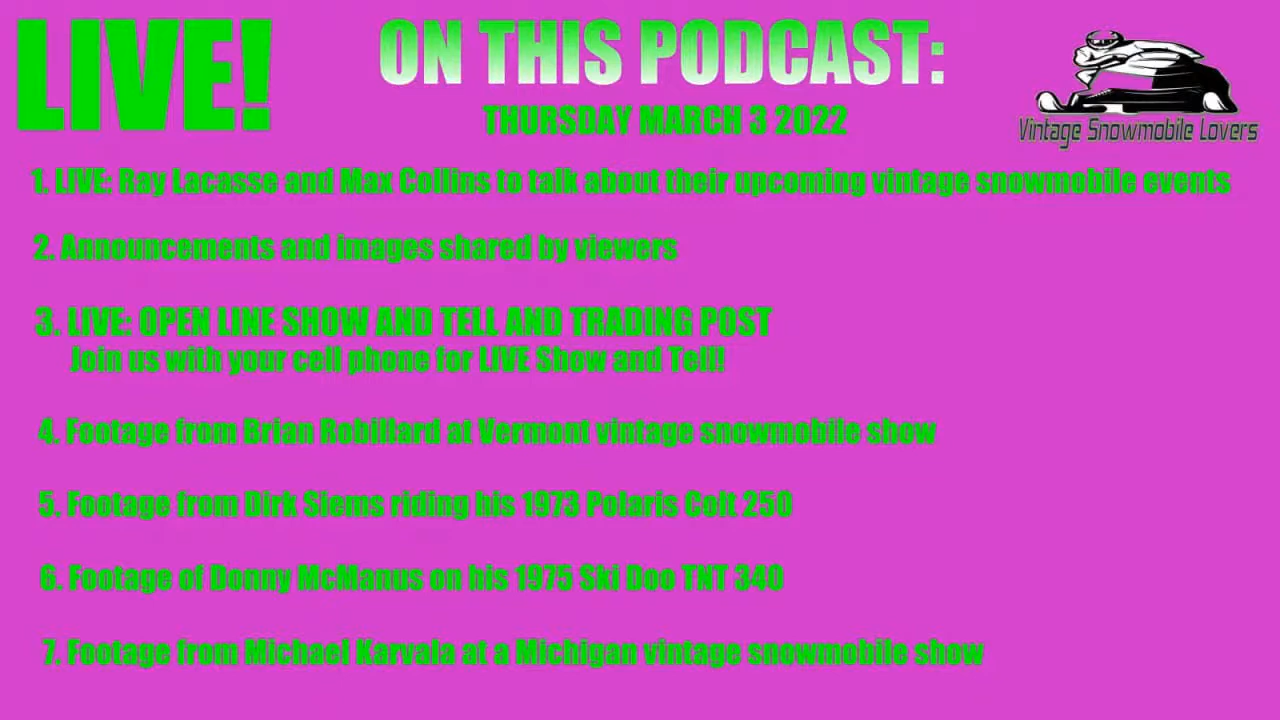 LIVE!
ON THIS PODCAST:
THURSDAY MARCH 3 2022
Vintage Snowmobile Lovers
1. LIVE: Ray Lacasse and Max Collins to talk about their upcoming vintage snowmobile events
2. Announcements and images shared by viewers
3. LIVE: OPEN LINE SHOW AND TELL AND TRADING POST
Join us with your cell phone for LIVE Show and Tell!
4. Footage from Brian Robillard at Vermont vintage snowmobile show
5. Footage from Dirk Siems riding his 1973 Polaris Colt 250
6. Footage of Donny McManus on his 1975 Ski Doo TNT 340
7. Footage from Michael Karvala at a Michigan vintage snowmobile show